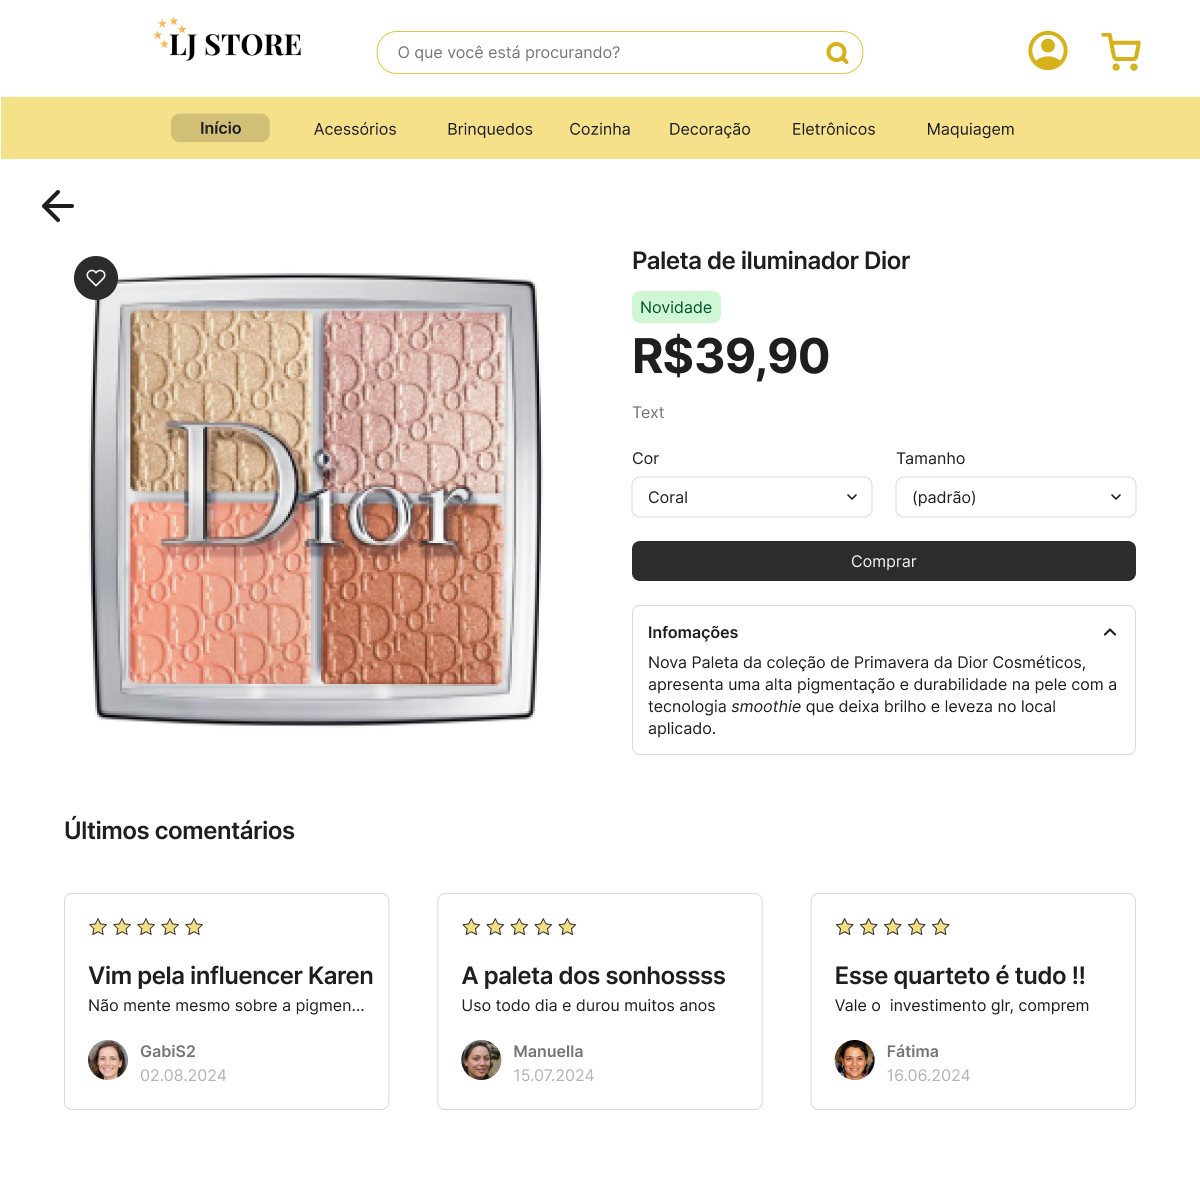 LJ STORE
O que você está procurando?
Início
Acessórios
Brinquedos
Cozinha
Decoração
Eletrônicos
Maquiagem
Dior
Paleta de iluminador Dior
Novidade
R$39,90
Text
Cor
Tamanho
Coral
(padrão)
Comprar
Infomações
Nova Paleta da coleção de Primavera da Dior Cosméticos,
apresenta uma alta pigmentação e durabilidade na pele com a
tecnologia smoothie que deixa brilho e leveza no local
aplicado.
Últimos comentários
Vim pela influencer Karen
Não mente mesmo sobre a pigmen...
GabiS2
02.08.2024
A paleta dos sonhossss
Uso todo dia e durou muitos anos
Manuella
15.07.2024
Esse quarteto é tudo !!
Vale o  investimento glr, comprem
Fátima
16.06.2024